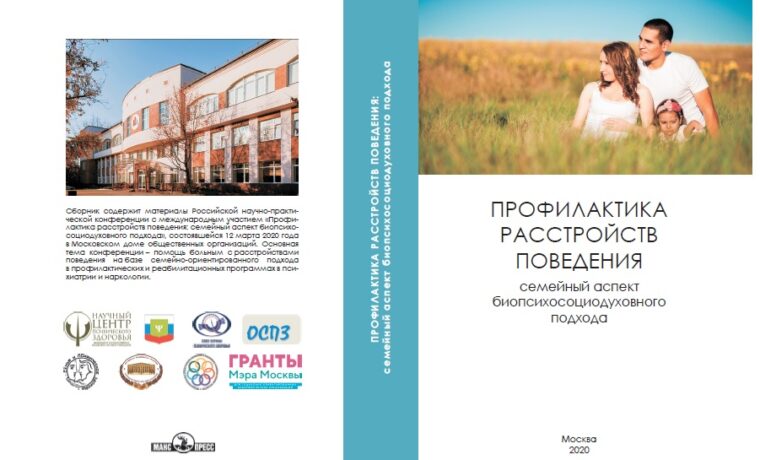 Сборник содержит материалы Российской научно-практи-
ческой конференции с международным участием «Профи-
лактика расстройств поведения: семейный аспект биопсихо-
социодуховного подхода», состоявшейся 12 марта 2020 года
в Московском доме общественных организаций. Основная
тема конференции – помощь больным с расстройствами
поведения на базе семейно-ориентированного подхода
в профилактических и реабилитационных программах в пси-
хиатрии и наркологии.
НАУЧНЫЙ
ЦЕНТР
ЗДОРОВЬЯ
ОСПЗ
ГРАНТЫ
Мэра Москвы
МАКС ПРЕСС
ПРОФИЛАКТИКА РАССТРОЙСТВ ПОВЕДЕНИЯ:
семейный аспект биопсихосоциодуховного подхода
ПРОФИЛАКТИКА
РАССТРОЙСТВ
ПОВЕДЕНИЯ
семейный аспект
биопсихосоциодуховного
подхода
Москва
2020